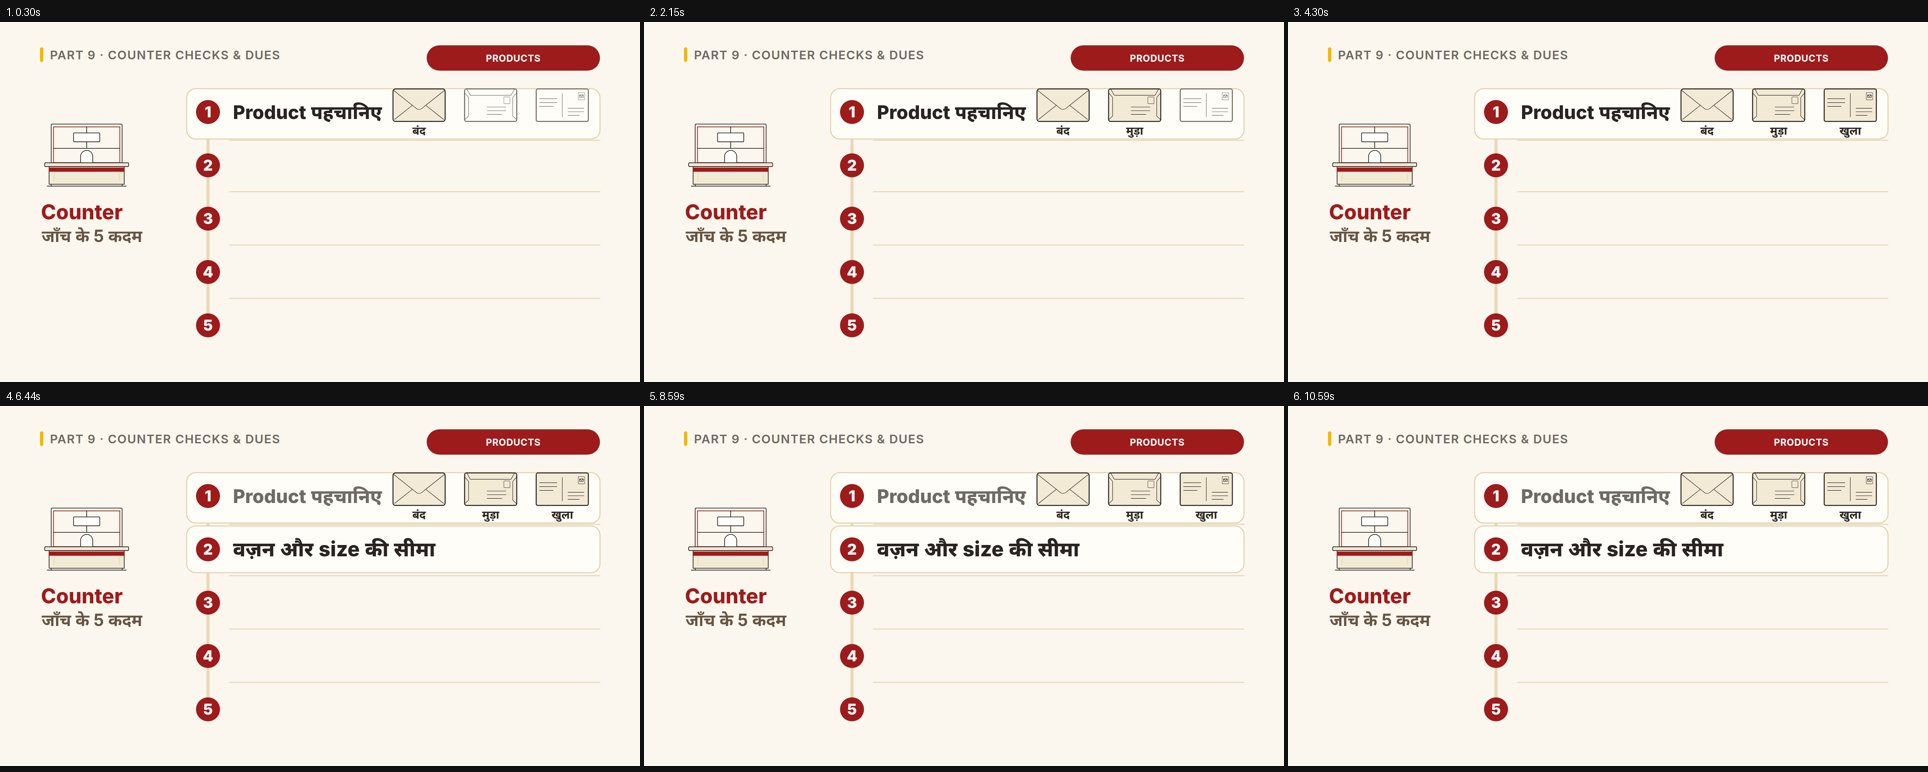 1. 0.30s
PART 9 · COUNTER CHECKS & DUES
PRODUCTS
1 Product पहचानिए
बंद
2
3
4
5
Counter
जाँच के 5 कदम
2. 2.15s
PART 9 · COUNTER CHECKS & DUES
PRODUCTS
1 Product पहचानिए
बंद मुड़ा
2
3
4
5
Counter
जाँच के 5 कदम
3. 4.30s
PART 9 · COUNTER CHECKS & DUES
PRODUCTS
1 Product पहचानिए
बंद मुड़ा खुला
2
3
4
5
Counter
जाँच के 5 कदम
4. 6.44s
PART 9 · COUNTER CHECKS & DUES
PRODUCTS
1 Product पहचानिए
बंद मुड़ा खुला
2 वज़न और size की सीमा
3
4
5
Counter
जाँच के 5 कदम
5. 8.59s
PART 9 · COUNTER CHECKS & DUES
PRODUCTS
1 Product पहचानिए
बंद मुड़ा खुला
2 वज़न और size की सीमा
3
4
5
Counter
जाँच के 5 कदम
6. 10.59s
PART 9 · COUNTER CHECKS & DUES
PRODUCTS
1 Product पहचानिए
बंद मुड़ा खुला
2 वज़न और size की सीमा
3
4
5
Counter
जाँच के 5 कदम